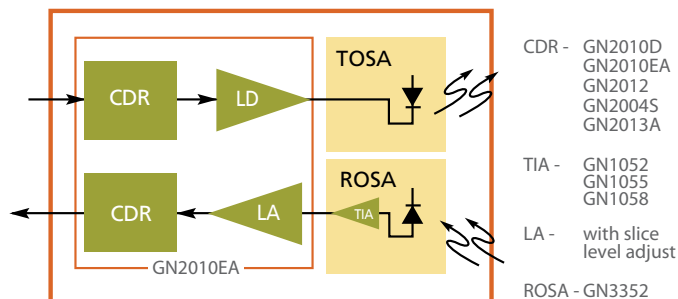 TOSA
CDR
LD
ROSA
CDR
LA
TIA
GN2010EA
CDR - GN2010D
GN2010EA
GN2012
GN2004S
GN2013A
TIA - GN1052
GN1055
GN1058
LA - with slice
level adjust
ROSA - GN3352